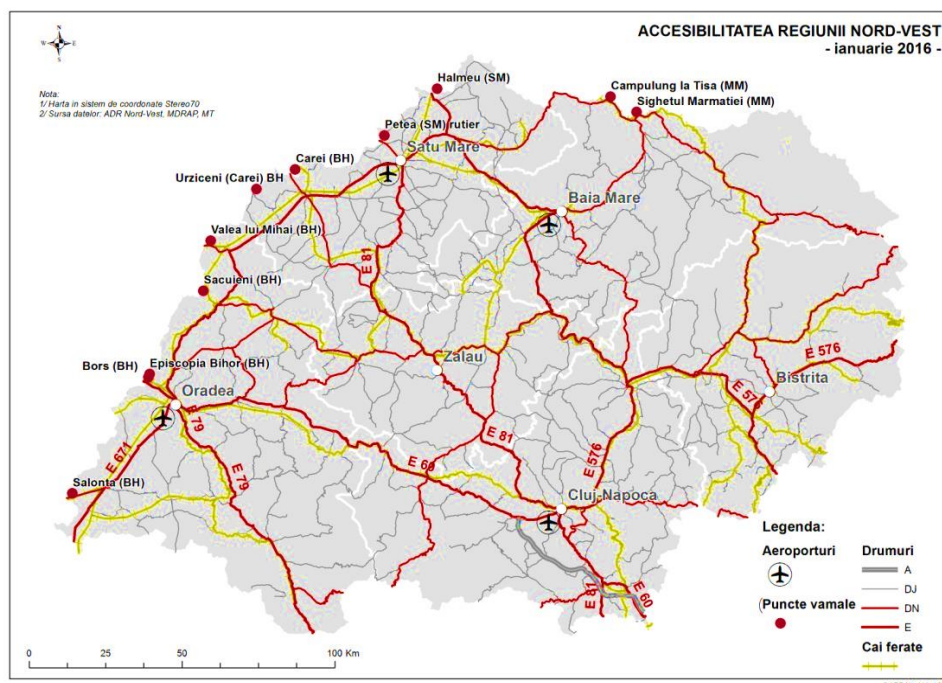 ACCESIBILITATEA REGIUNII NORD-VEST
- ianuarie 2016 -
N
W E
S
Nota:
1/ Harta in sistem de coordonate Stereo70
2/ Sursa datelor: ADR Nord-Vest, MDRAP, MT
Halmeu (SM)
Campulung la Tisa (MM)
Sighetul Marmatiei (MM)
Petea (SM) rutier
Satu Mare
Carei (BH)
Urziceni (Carei) BH
Baia Mare
Valea lui Mihai (BH)
E 81
Sacuieni (BH)
Zalau
E 576
Bors (BH)
Episcopia Bihor (BH)
Bistrita
Oradea
E 576
E 79
E 81
E 671
E 79
E 60
E 576
Salonta (BH)
Cluj-Napoca
E 81
E 60
Legenda:
Aeroporturi
Puncte vamale
Drumuri
A
DJ
DN
E
Cai ferate
0 25 50 100 Km